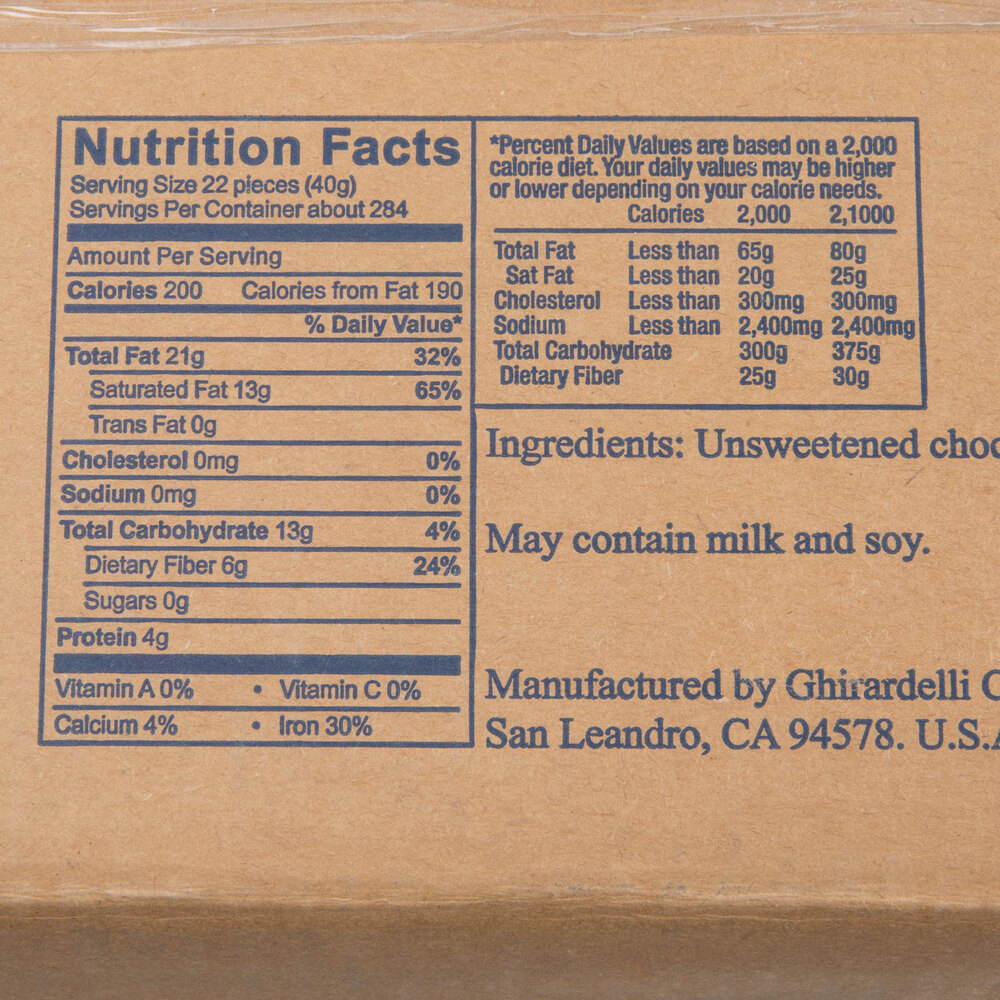 Nutrition Facts
Serving Size 22 pieces (40g)
Servings Per Container about 284
Amount Per Serving
Calories 200 Calories from Fat 190
% Daily Value*
Total Fat 21g 32%
Saturated Fat 13g 65%
Trans Fat 0g
Cholesterol 0mg 0%
Sodium 0mg 0%
Total Carbohydrate 13g 4%
Dietary Fiber 6g 24%
Sugars 0g
Protein 4g
Vitamin A 0% • Vitamin C 0%
Calcium 4% • Iron 30%
*Percent Daily Values are based on a 2,000
calorie diet. Your daily values may be higher
or lower depending on your calorie needs.
Calories 2,000 2,1000
Total Fat Less than 65g 80g
Sat Fat Less than 20g 25g
Cholesterol Less than 300mg 300mg
Sodium Less than 2,400mg 2,400mg
Total Carbohydrate 300g 375g
Dietary Fiber 25g 30g
Ingredients: Unsweetened
May contain milk and soy.
Manufactured by Ghirardelli
San Leandro, CA 94578. U.S.